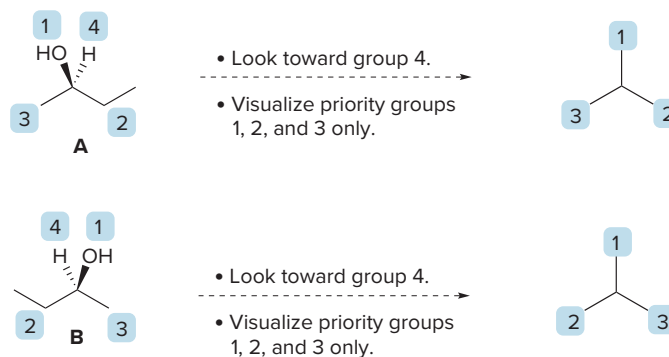 1 4
HO H
3 2
A
• Look toward group 4.
• Visualize priority groups
1, 2, and 3 only.
1
3 2
4 1
H OH
2 3
B
• Look toward group 4.
• Visualize priority groups
1, 2, and 3 only.
1
2 3